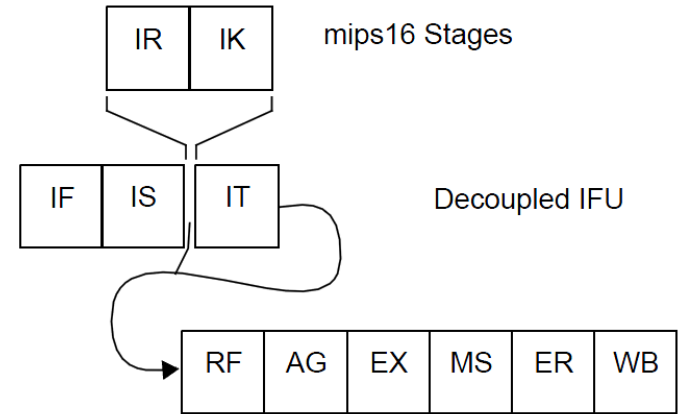 IR IK mips16 Stages
IF IS IT Decoupled IFU
RF AG EX MS ER WB